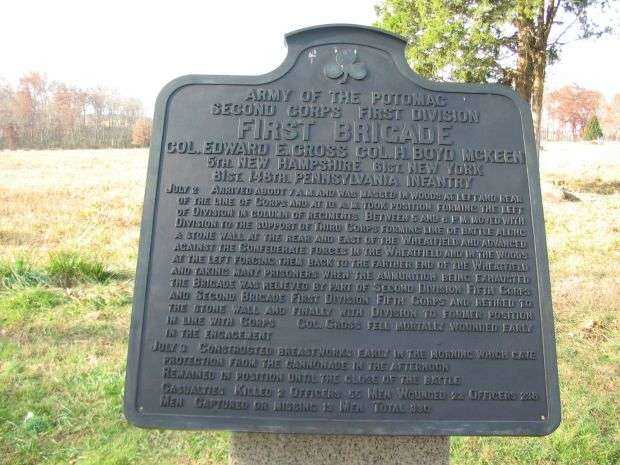 ARMY OF THE POTOMAC
SECOND CORPS FIRST DIVISION
FIRST BRIGADE
COL. EDWARD E. CROSS COL. H. BOYD MCKEEN
5TH. NEW HAMPSHIRE 61ST. NEW YORK
81ST. 148TH. PENNSYLVANIA INFANTRY
JULY 2 ARRIVED ABOUT 7 A.M. AND WAS MASSED IN WOODS AT LEFT AND REAR
OF THE LINE OF CORPS AND AT 10 A.M. TOOK POSITION FORMING THE LEFT
OF DIVISION IN COLUMN OF REGIMENTS BETWEEN 5 AND 6 P.M. MOVED WITH
DIVISION TO THE SUPPORT OF THIRD CORPS FORMING LINE OF BATTLE ALONG
A STONE WALL AT THE REAR AND EAST OF THE WHEATFIELD AND ADVANCED
AGAINST THE CONFEDERATE FORCES IN THE WHEATFIELD AND IN THE WOODS
AT THE LEFT FORCING THEM BACK TO THE FARTHER END OF THE WHEATFIELD
AND TAKING MANY PRISONERS WHEN THE AMMUNITION BEING EXHAUSTED
THE BRIGADE WAS RELIEVED BY PART OF SECOND DIVISION FIFTH CORPS
AND SECOND BRIGADE FIRST DIVISION FIFTH CORPS AND RETIRED TO
THE STONE WALL AND FINALLY WITH DIVISION TO FORMER POSITION
IN LINE WITH CORPS COL. CROSS FELL MORTALLY WOUNDED EARLY
IN THE ENGAGEMENT
JULY 3 CONSTRUCTED BREASTWORKS EARLY IN THE MORNING WHICH GAVE
PROTECTION FROM THE CANNONADE IN THE AFTERNOON
REMAINED IN POSITION UNTIL THE CLOSE OF THE BATTLE
CASUALTIES KILLED 2 OFFICERS 55 MEN WOUNDED 22 OFFICERS 238
MEN CAPTURED OR MISSING 13 MEN TOTAL 330